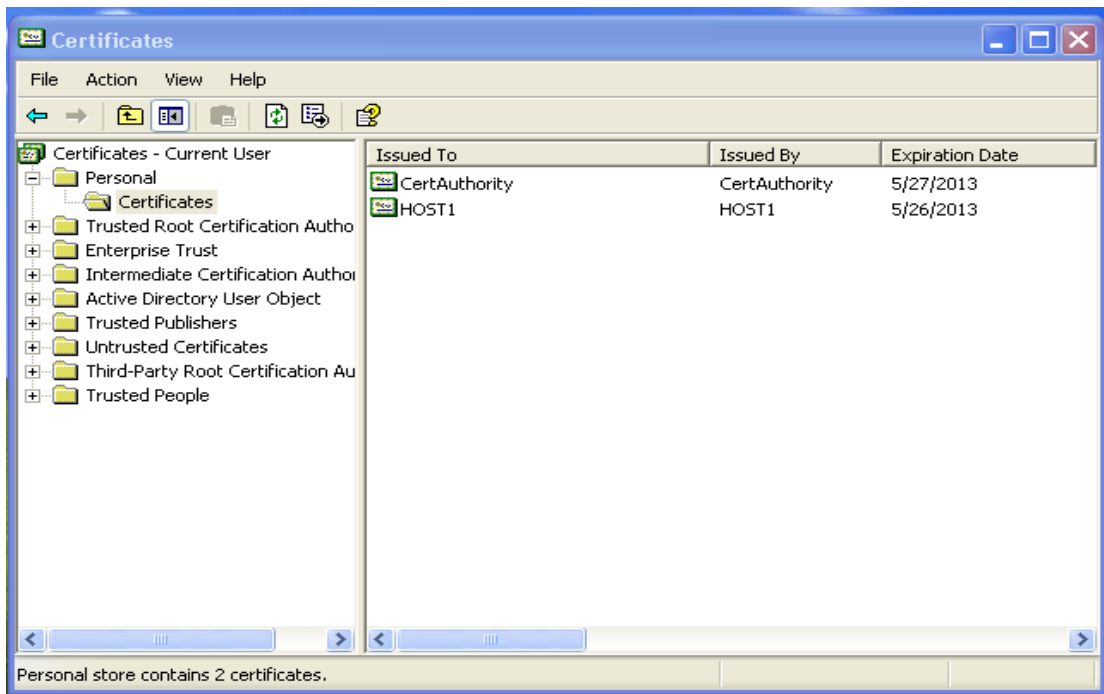 Certificates
File Action View Help
Certificates - Current User
Personal
Certificates
Trusted Root Certification Autho
Enterprise Trust
Intermediate Certification Author
Active Directory User Object
Trusted Publishers
Untrusted Certificates
Third-Party Root Certification Au
Trusted People
Issued To Issued By Expiration Date
CertAuthority CertAuthority 5/27/2013
HOST1 HOST1 5/26/2013
Personal store contains 2 certificates.